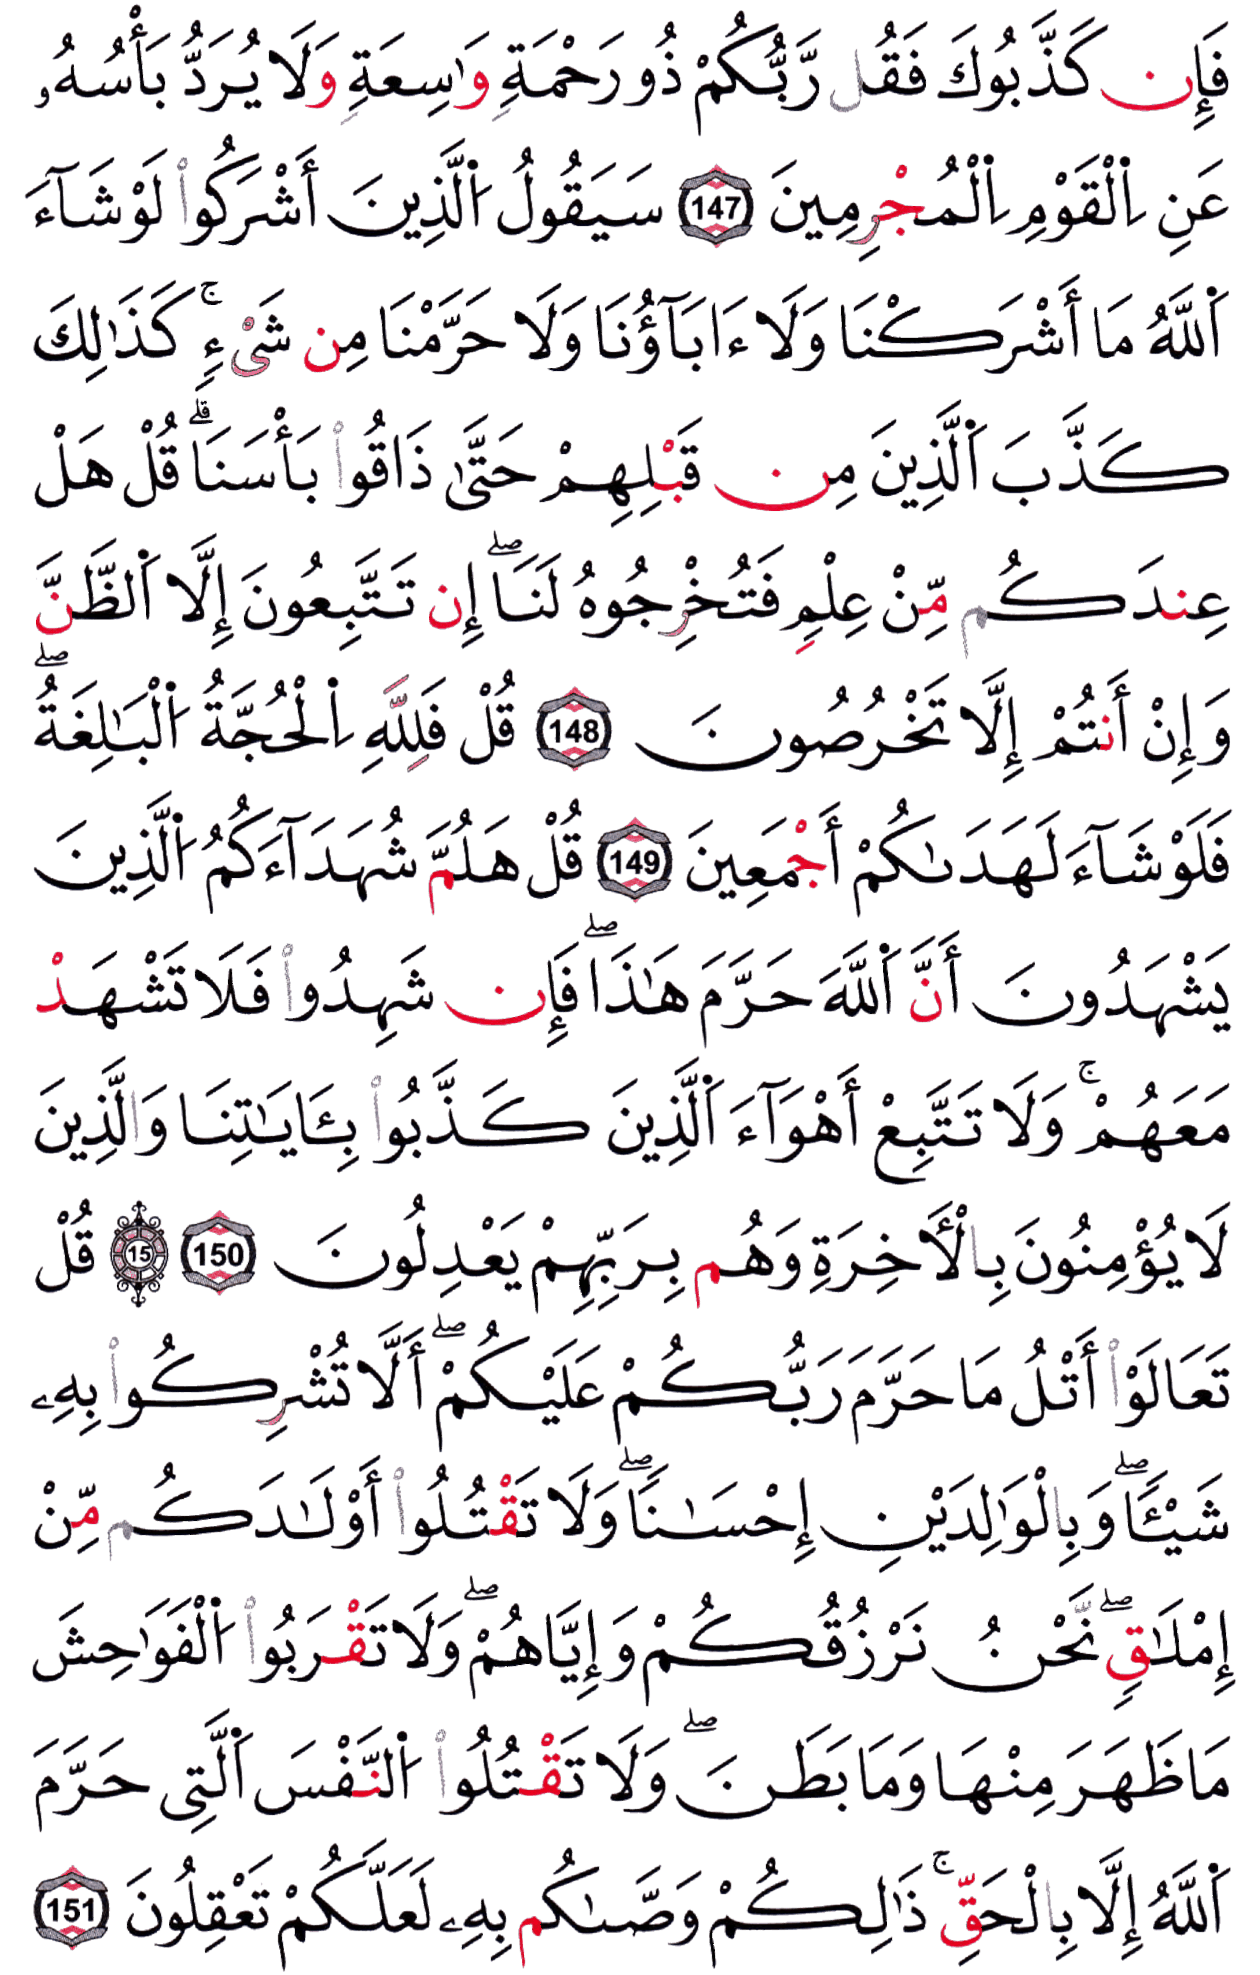 فَإِن كَذَّبُوكَ فَقُل رَّبُّكُمْ ذُو رَحْمَةٍ وَٰسِعَةٍ وَلَا يُرَدُّ بَأْسُهُۥ
عَنِ ٱلْقَوْمِ ٱلْمُجْرِمِينَ 147 سَيَقُولُ ٱلَّذِينَ أَشْرَكُوا۟ لَوْ شَآءَ
ٱللَّهُ مَا أَشْرَكْنَا وَلَا ءَابَآؤُنَا وَلَا حَرَّمْنَا مِن شَىْءٍ ۚ كَذَٰلِكَ
كَذَّبَ ٱلَّذِينَ مِن قَبْلِهِمْ حَتَّىٰ ذَاقُوا۟ بَأْسَنَا ۗ قُلْ هَلْ
عِندَكُم مِّنْ عِلْمٍ فَتُخْرِجُوهُ لَنَا ۖ إِن تَتَّبِعُونَ إِلَّا ٱلظَّنَّ
وَإِنْ أَنتُمْ إِلَّا تَخْرُصُونَ 148 قُلْ فَلِلَّهِ ٱلْحُجَّةُ ٱلْبَٰلِغَةُ ۖ
فَلَوْ شَآءَ لَهَدَىٰكُمْ أَجْمَعِينَ 149 قُلْ هَلُمَّ شُهَدَآءَكُمُ ٱلَّذِينَ
يَشْهَدُونَ أَنَّ ٱللَّهَ حَرَّمَ هَٰذَا ۖ فَإِن شَهِدُوا۟ فَلَا تَشْهَدْ
مَعَهُمْ ۚ وَلَا تَتَّبِعْ أَهْوَآءَ ٱلَّذِينَ كَذَّبُوا۟ بِـَٔايَٰتِنَا وَٱلَّذِينَ
لَا يُؤْمِنُونَ بِٱلْأَخِرَةِ وَهُم بِرَبِّهِمْ يَعْدِلُونَ 150 15 قُلْ
تَعَالَوْا۟ أَتْلُ مَا حَرَّمَ رَبُّكُمْ عَلَيْكُمْ ۖ أَلَّا تُشْرِكُوا۟ بِهِۦ
شَيْـًٔا ۖ وَبِٱلْوَٰلِدَيْنِ إِحْسَٰنًا ۖ وَلَا تَقْتُلُوا۟ أَوْلَٰدَكُم مِّنْ
إِمْلَٰقٍ ۖ نَّحْنُ نَرْزُقُكُمْ وَإِيَّاهُمْ ۖ وَلَا تَقْرَبُوا۟ ٱلْفَوَٰحِشَ
مَا ظَهَرَ مِنْهَا وَمَا بَطَنَ ۖ وَلَا تَقْتُلُوا۟ ٱلنَّفْسَ ٱلَّتِى حَرَّمَ
ٱللَّهُ إِلَّا بِٱلْحَقِّ ۚ ذَٰلِكُمْ وَصَّىٰكُم بِهِۦ لَعَلَّكُمْ تَعْقِلُونَ 151